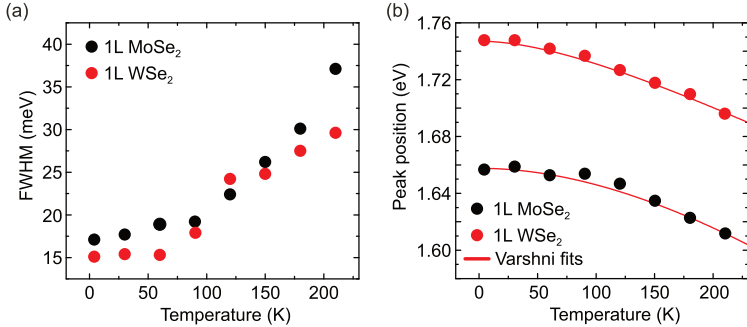 (a)
40
35
30
25
20
15
FWHM (meV)
1L MoSe₂
1L WSe₂
0 50 100 150 200
Temperature (K)
(b)
1.76
1.72
1.68
1.64
1.60
Peak position (eV)
1L MoSe₂
1L WSe₂
Varshni fits
0 50 100 150 200
Temperature (K)